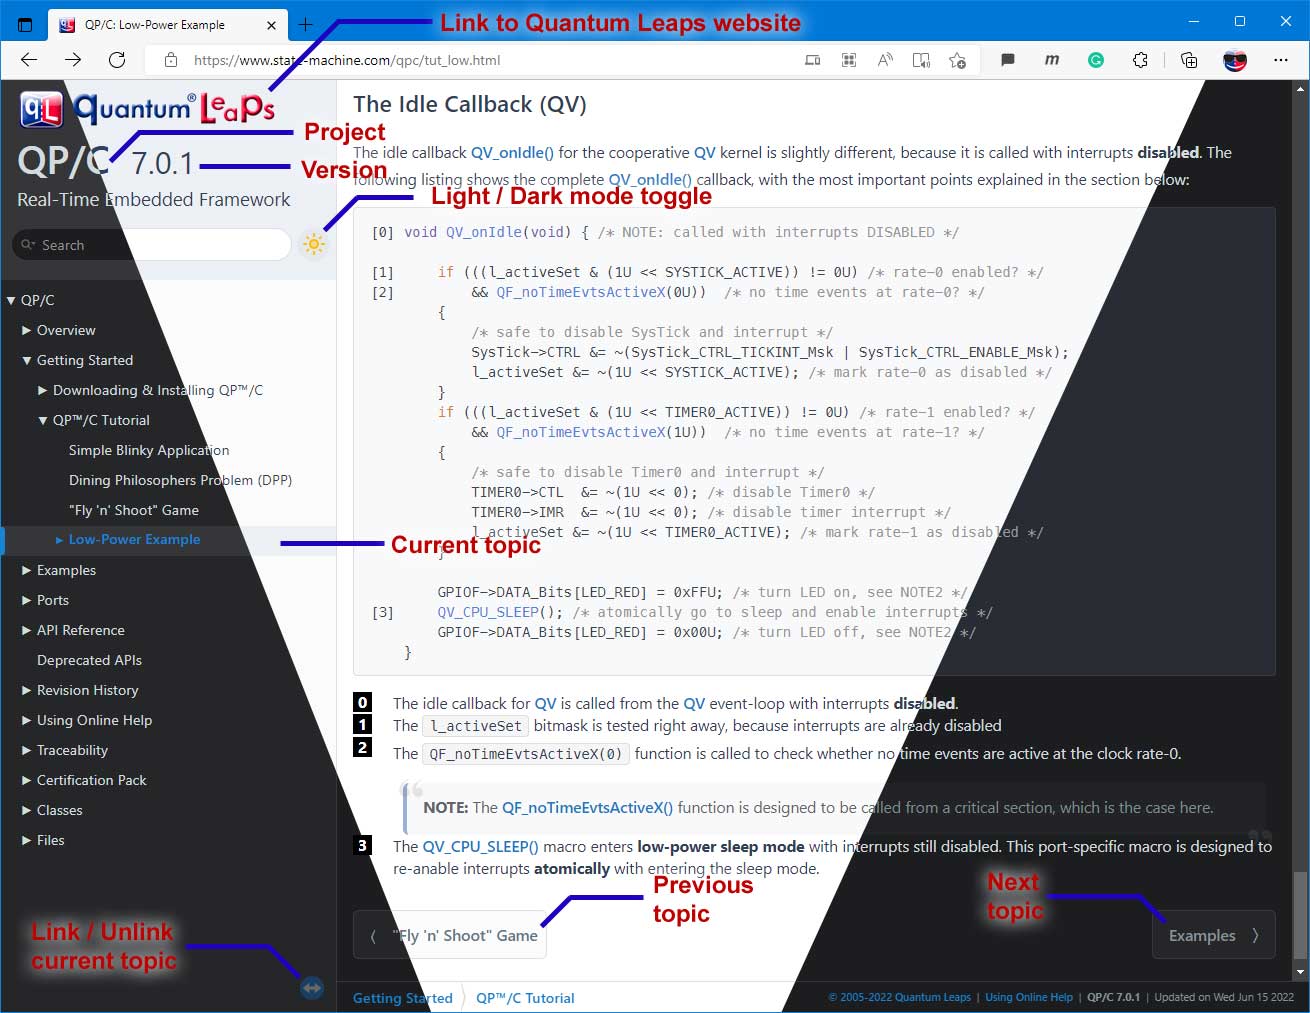 QP/C: Low-Power Example
Link to Quantum Leaps website
https://www.state-machine.com/qpc/tut_low.html
qL Quantum® Leaps
Project
QP/C 7.0.1
Version
Real-Time Embedded Framework
Light / Dark mode toggle
Search
QP/C
Overview
Getting Started
Downloading & Installing QP™/C
QP™/C Tutorial
Simple Blinky Application
Dining Philosophers Problem (DPP)
"Fly 'n' Shoot" Game
Low-Power Example
Current topic
Examples
Ports
API Reference
Deprecated APIs
Revision History
Using Online Help
Traceability
Certification Pack
Classes
Files
Link / Unlink
current topic
The Idle Callback (QV)
The idle callback QV_onIdle() for the cooperative QV kernel is slightly different, because it is called with interrupts disabled. The
following listing shows the complete QV_onIdle() callback, with the most important points explained in the section below:
[0] void QV_onIdle(void) { /* NOTE: called with interrupts DISABLED */
[1] if (((l_activeSet & (1U << SYSTICK_ACTIVE)) != 0U) /* rate-0 enabled? */
[2] && QF_noTimeEvtsActiveX(0U)) /* no time events at rate-0? */
{
/* safe to disable SysTick and interrupt */
SysTick->CTRL &= ~(SysTick_CTRL_TICKINT_Msk | SysTick_CTRL_ENABLE_Msk);
l_activeSet &= ~(1U << SYSTICK_ACTIVE); /* mark rate-0 as disabled */
}
if (((l_activeSet & (1U << TIMER0_ACTIVE)) != 0U) /* rate-1 enabled? */
&& QF_noTimeEvtsActiveX(1U)) /* no time events at rate-1? */
{
/* safe to disable Timer0 and interrupt */
TIMER0->CTL &= ~(1U << 0); /* disable Timer0 */
TIMER0->IMR &= ~(1U << 0); /* disable timer interrupt */
l_activeSet &= ~(1U << TIMER0_ACTIVE); /* mark rate-1 as disabled */
}
GPIOF->DATA_Bits[LED_RED] = 0xFFU; /* turn LED on, see NOTE2 */
[3] QV_CPU_SLEEP(); /* atomically go to sleep and enable interrupts */
GPIOF->DATA_Bits[LED_RED] = 0x00U; /* turn LED off, see NOTE2 */
}
0 The idle callback for QV is called from the QV event-loop with interrupts disabled.
1 The l_activeSet bitmask is tested right away, because interrupts are already disabled
2 The QF_noTimeEvtsActiveX(0) function is called to check whether no time events are active at the clock rate-0.
NOTE: The QF_noTimeEvtsActiveX() function is designed to be called from a critical section, which is the case here.
3 The QV_CPU_SLEEP() macro enters low-power sleep mode with interrupts still disabled. This port-specific macro is designed to
re-enable interrupts atomically with entering the sleep mode.
Previous
topic
Next
topic
"Fly 'n' Shoot" Game
Examples
Getting Started QP™/C Tutorial
© 2005-2022 Quantum Leaps | Using Online Help | QP/C 7.0.1 | Updated on Wed Jun 15 2022